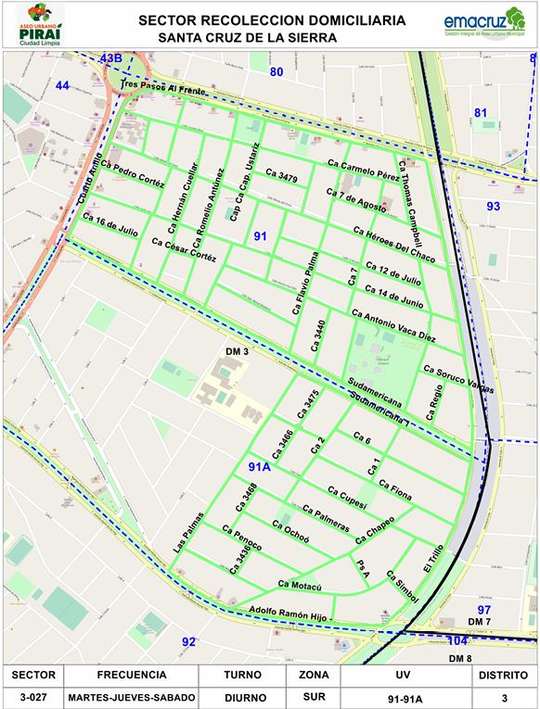 ASEO URBANO
PIRAÍ
Ciudad Limpia
SECTOR RECOLECCION DOMICILIARIA
SANTA CRUZ DE LA SIERRA
emacruz
43B
80
44
81
Tres Pasos Al Frente
93
Cuarto Anillo
Ca Pedro Cortéz
Ca Hernán Cuellar
Ca Romelio Antúnez
Cap Ca Cap. Ustariz
Ca 3479
Ca Carmelo Pérez
Ca Thomas Campbell
Ca 7 de Agosto
Ca 16 de Julio
Ca César Cortéz
91
Ca Héroes Del Chaco
Ca Flavio Palma
Ca 7
Ca 12 de Julio
Ca 14 de Junio
Ca 3440
Ca Antonio Vaca Diez
DM 3
Ca Soruco Vargas
Sudamericana
Sudamericana
Ca Regio
Ca 3475
Ca 3466
Ca 2
Ca 6
Ca 1
91A
Ca 3468
Ca Fiona
Ca Cupesí
Ca Palmeras
Ca Chapeo
Las Palmas
Ca Penoco
Ca Ochoó
Ca 3436
Ps A
El Trillo
Ca Motacú
Ca Simbol
Adolfo Ramón Hijo
97
DM 7
92
104
DM 8
SECTOR FRECUENCIA TURNO ZONA UV DISTRITO
3-027 MARTES-JUEVES-SABADO DIURNO SUR 91-91A 3